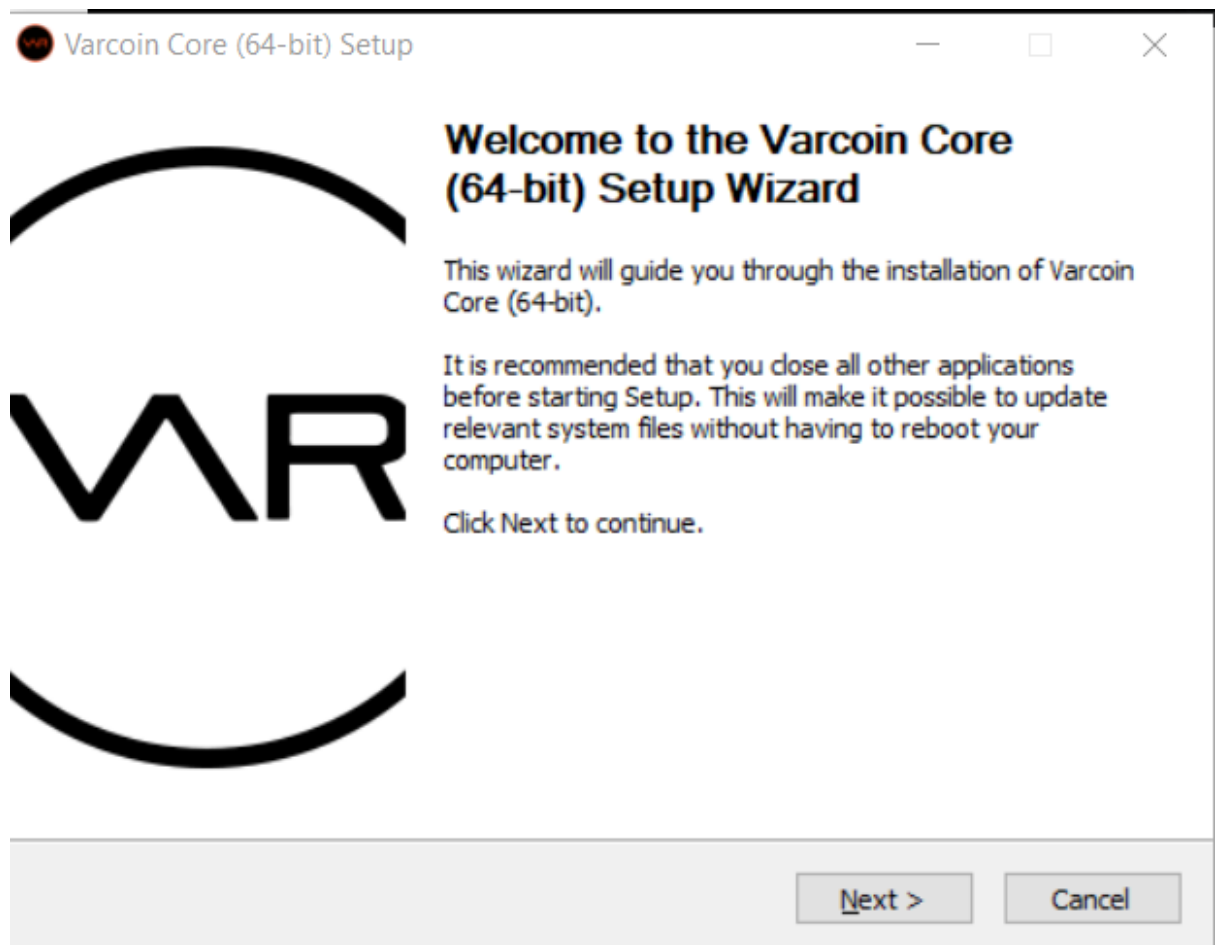 Varcoin Core (64-bit) Setup
Welcome to the Varcoin Core
(64-bit) Setup Wizard
This wizard will guide you through the installation of Varcoin
Core (64-bit).
It is recommended that you close all other applications
before starting Setup. This will make it possible to update
relevant system files without having to reboot your
computer.
Click Next to continue.
VAR
Next >
Cancel